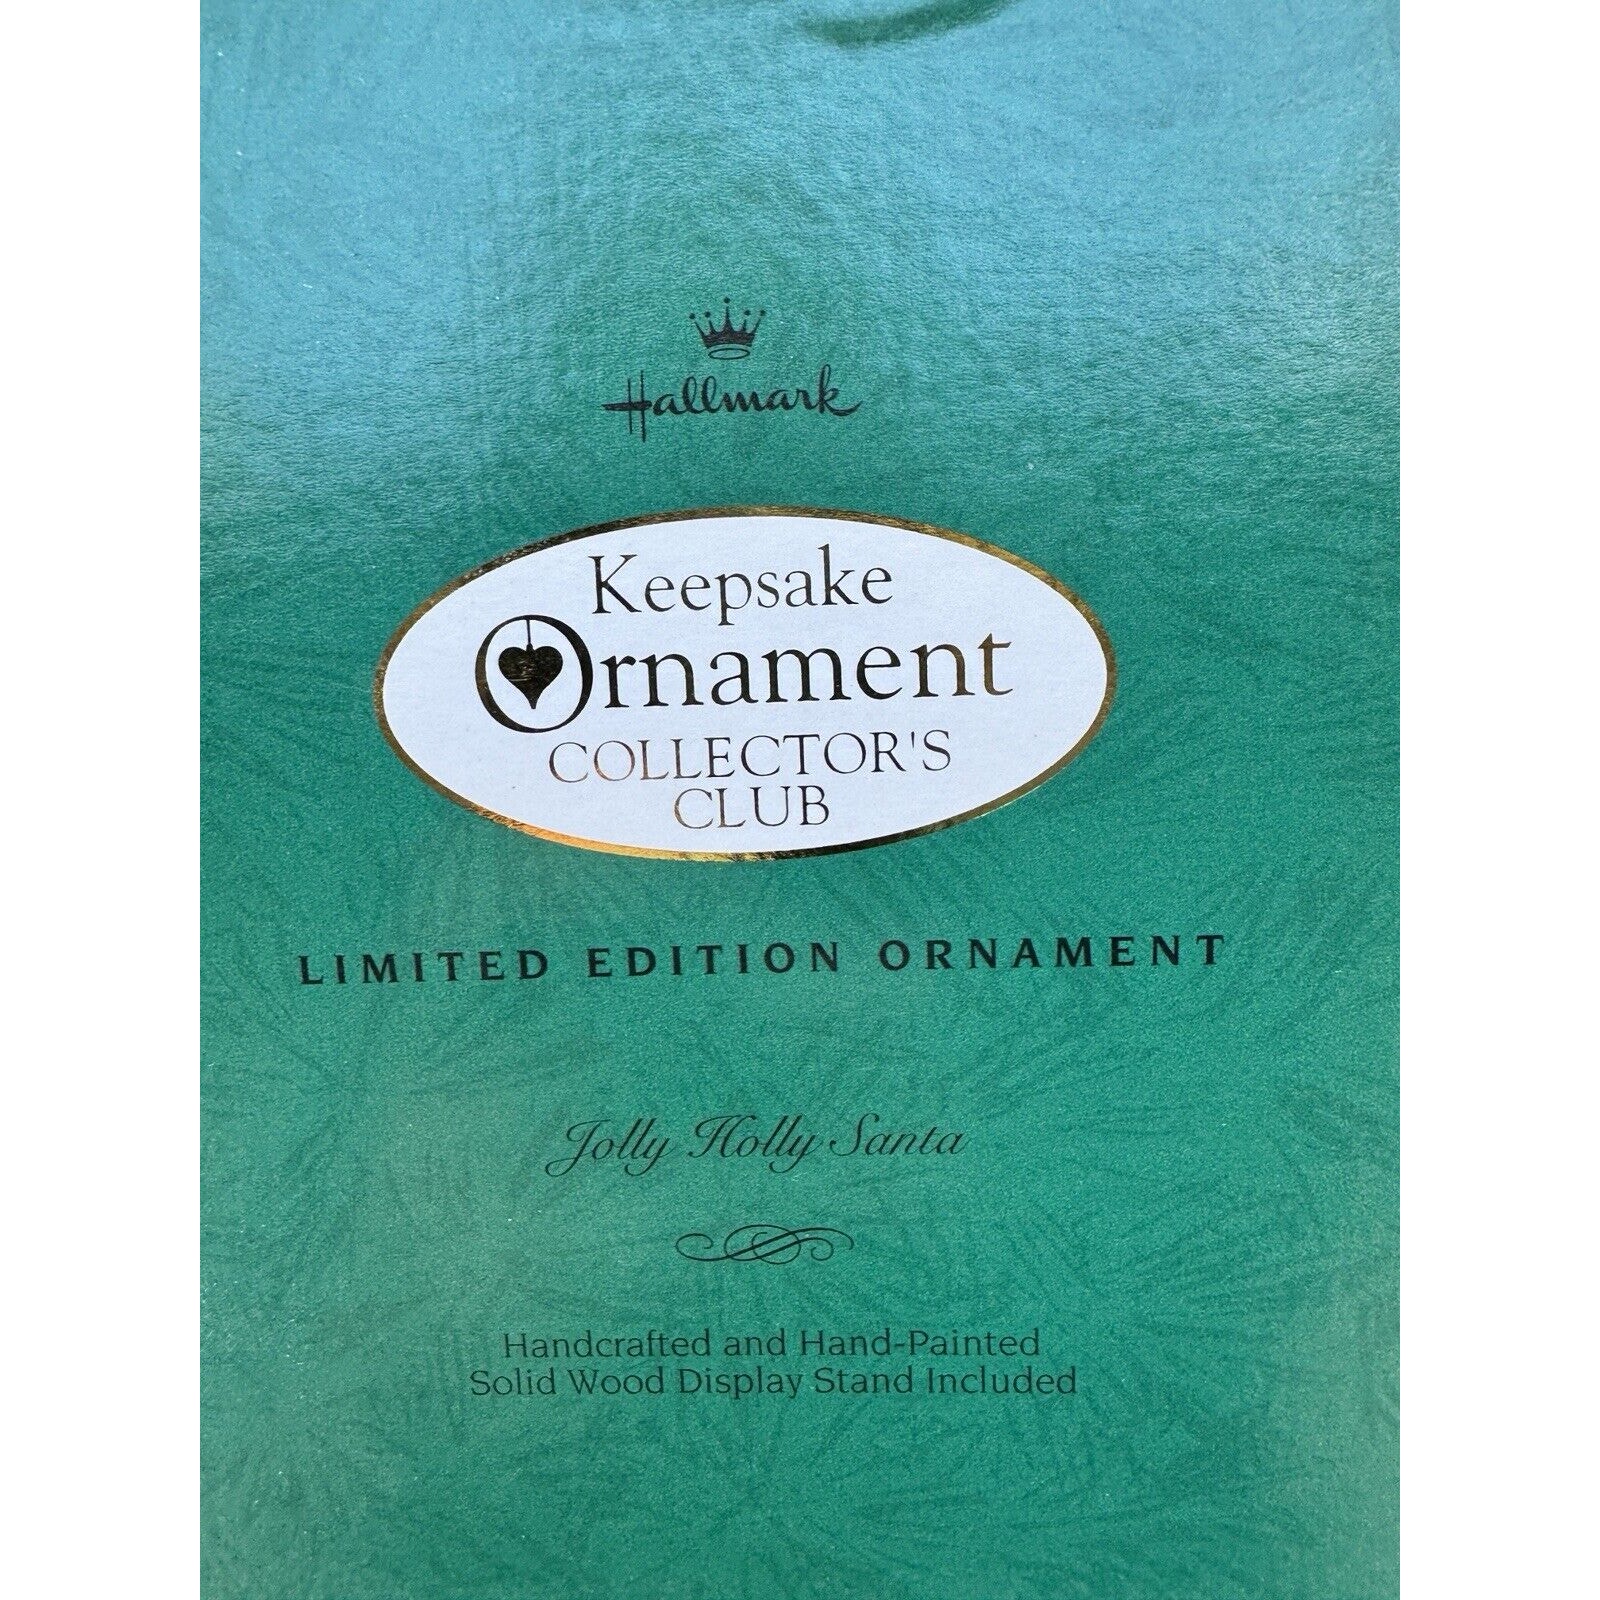 Hallmark
Keepsake
Ornament
COLLECTOR'S
CLUB
LIMITED EDITION ORNAMENT
Jolly Holly Santa
Handcrafted and Hand-Painted
Solid Wood Display Stand Included